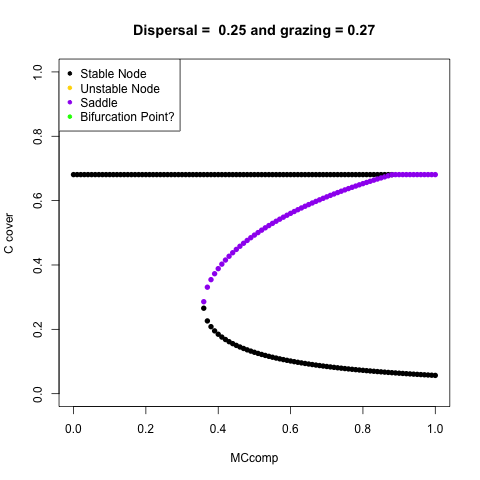 Dispersal =  0.25 and grazing = 0.27
Stable Node
Unstable Node
Saddle
Bifurcation Point?
C cover
1.0
0.8
0.6
0.4
0.2
0.0
0.0 0.2 0.4 0.6 0.8 1.0
MCcomp